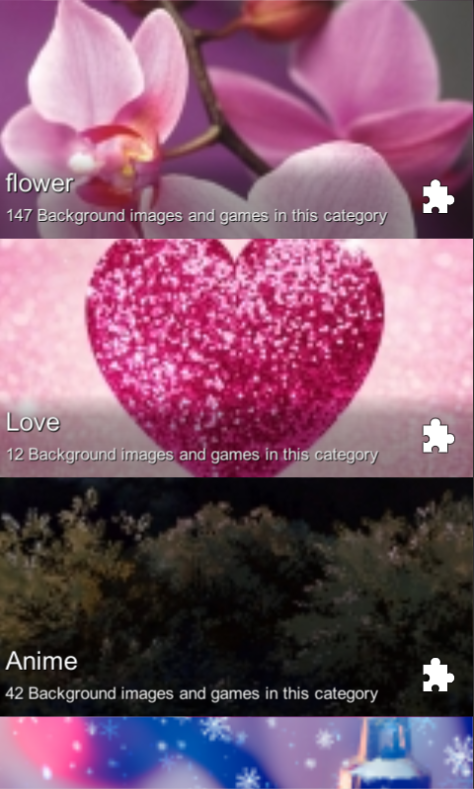 flower
147 Background images and games in this category
Love
12 Background images and games in this category
Anime
42 Background images and games in this category